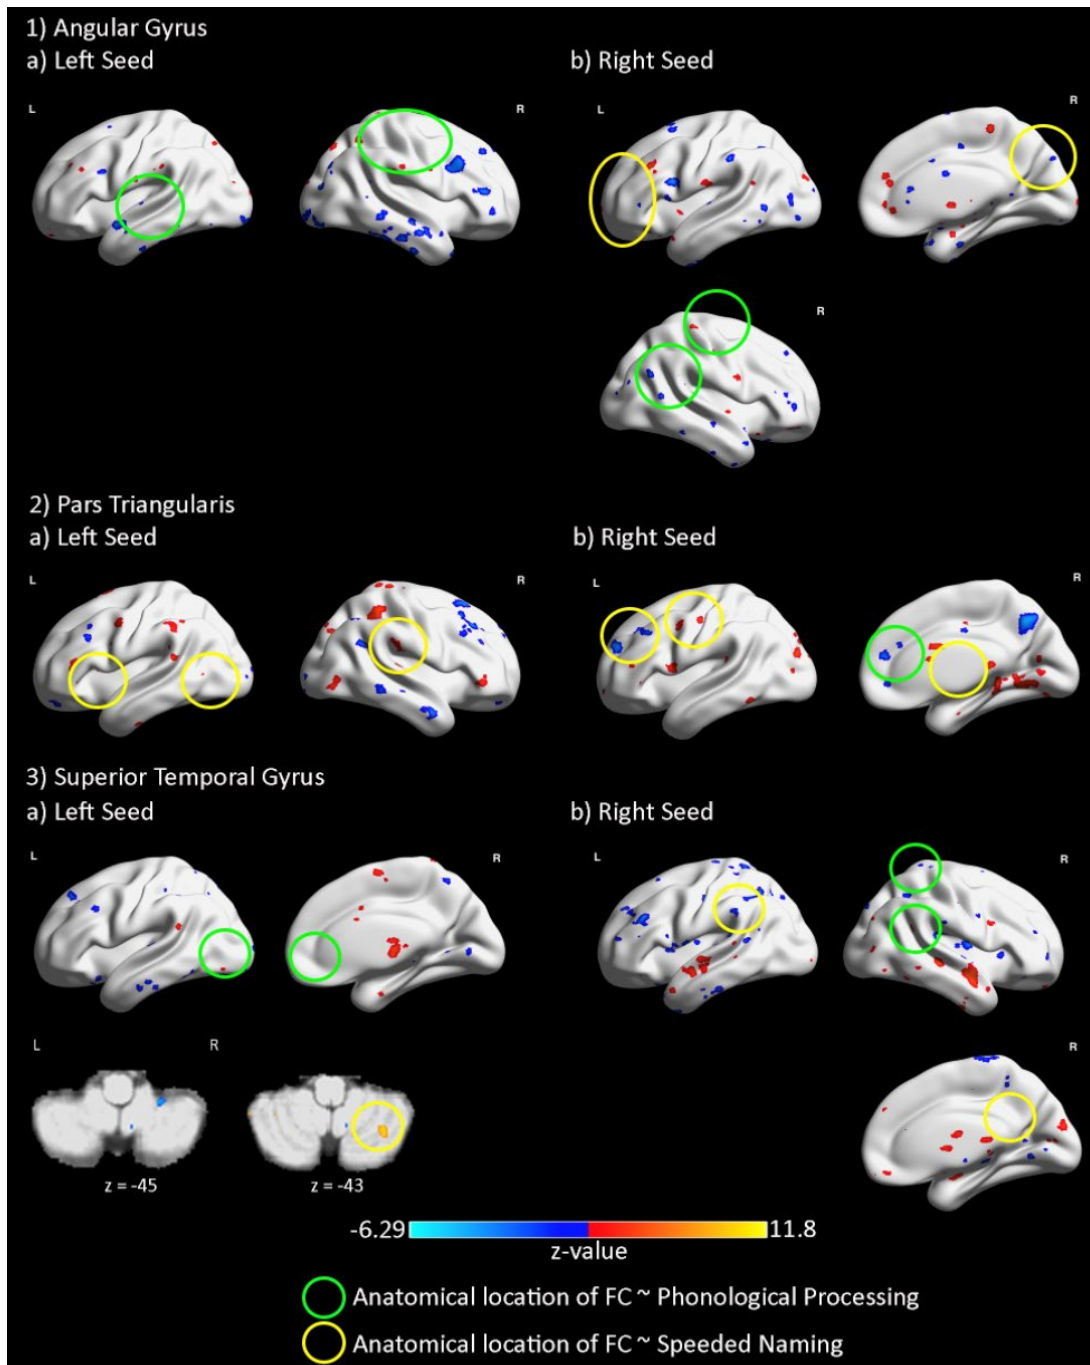 1) Angular Gyrus
a) Left Seed
b) Right Seed
L
R
L
R
R
2) Pars Triangularis
a) Left Seed
b) Right Seed
L
R
L
R
3) Superior Temporal Gyrus
a) Left Seed
b) Right Seed
L
R
L
R
L
R
R
z = -45
z = -43
-6.29
11.8
z-value
Anatomical location of FC ~ Phonological Processing
Anatomical location of FC ~ Speeded Naming